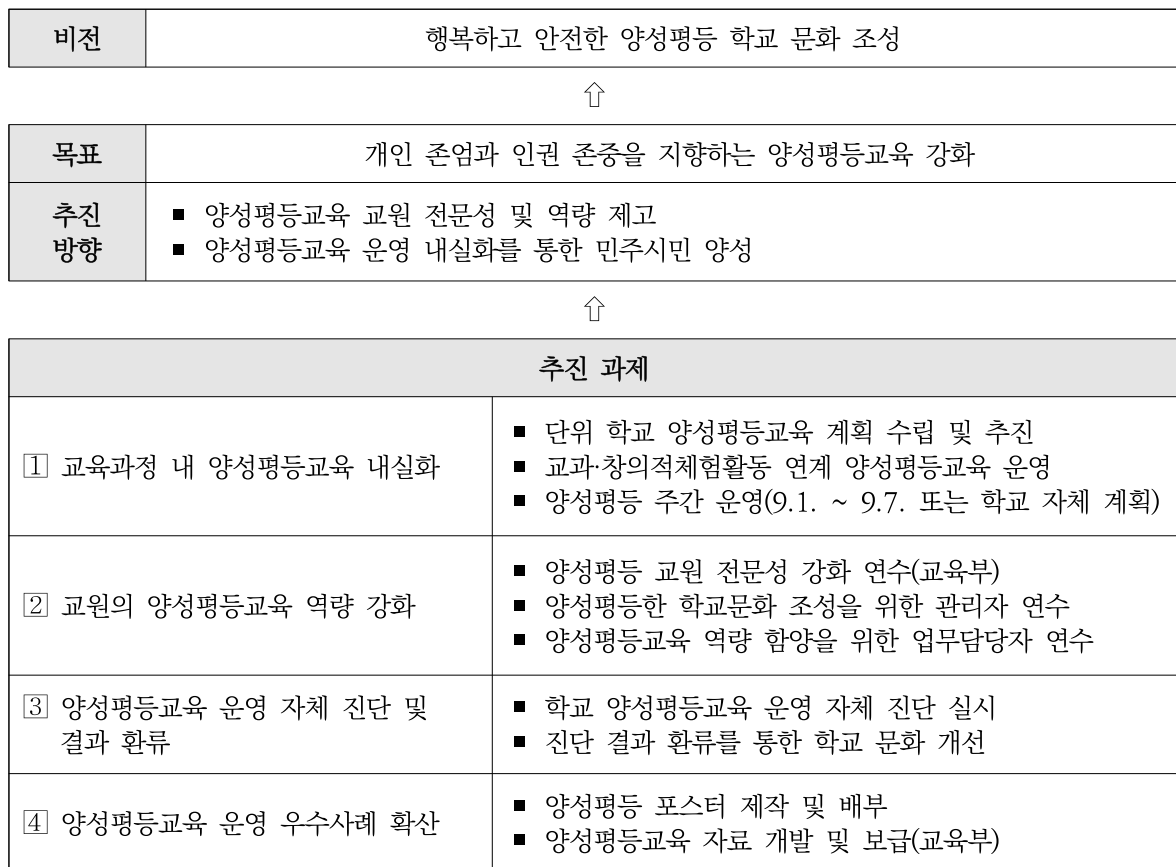 비전
행복하고 안전한 양성평등 학교 문화 조성
⇧
목표
개인 존엄과 인권 존중을 지향하는 양성평등교육 강화
추진
방향
▪ 양성평등교육 교원 전문성 및 역량 제고
▪ 양성평등교육 운영 내실화를 통한 민주시민 양성
⇧
추진 과제
1 교육과정 내 양성평등교육 내실화
▪ 단위 학교 양성평등교육 계획 수립 및 추진
▪ 교과·창의적체험활동 연계 양성평등교육 운영
▪ 양성평등 주간 운영(9.1. ~ 9.7. 또는 학교 자체 계획)
2 교원의 양성평등교육 역량 강화
▪ 양성평등 교원 전문성 강화 연수(교육부)
▪ 양성평등한 학교문화 조성을 위한 관리자 연수
▪ 양성평등교육 역량 함양을 위한 업무담당자 연수
3 양성평등교육 운영 자체 진단 및
결과 환류
▪ 학교 양성평등교육 운영 자체 진단 실시
▪ 진단 결과 환류를 통한 학교 문화 개선
4 양성평등교육 운영 우수사례 확산
▪ 양성평등 포스터 제작 및 배부
▪ 양성평등교육 자료 개발 및 보급(교육부)